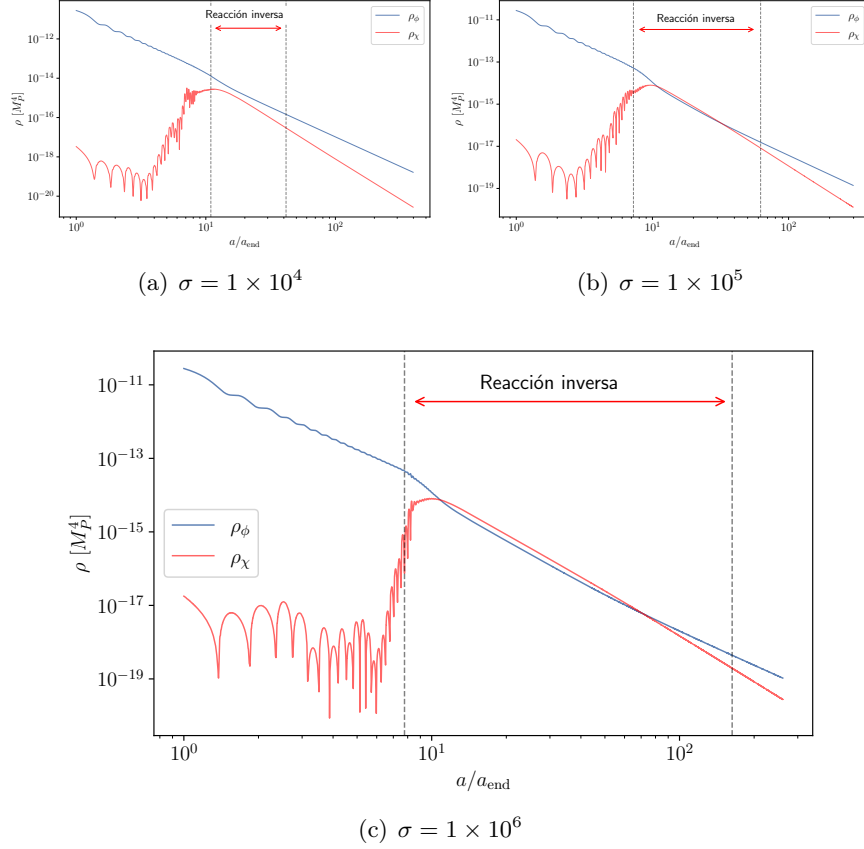 Reacción inversa
ρ_ϕ
ρ_χ
ρ [M_P^4]
10^{-12}
10^{-14}
10^{-16}
10^{-18}
10^{-20}
10^0
10^1
10^2
a/a_end
(a) σ = 1 × 10^4
Reacción inversa
ρ_ϕ
ρ_χ
ρ [M_P^4]
10^{-11}
10^{-13}
10^{-15}
10^{-17}
10^{-19}
10^0
10^1
10^2
a/a_end
(b) σ = 1 × 10^5
Reacción inversa
ρ_ϕ
ρ_χ
ρ [M_P^4]
10^{-11}
10^{-13}
10^{-15}
10^{-17}
10^{-19}
10^0
10^1
10^2
a/a_end
(c) σ = 1 × 10^6